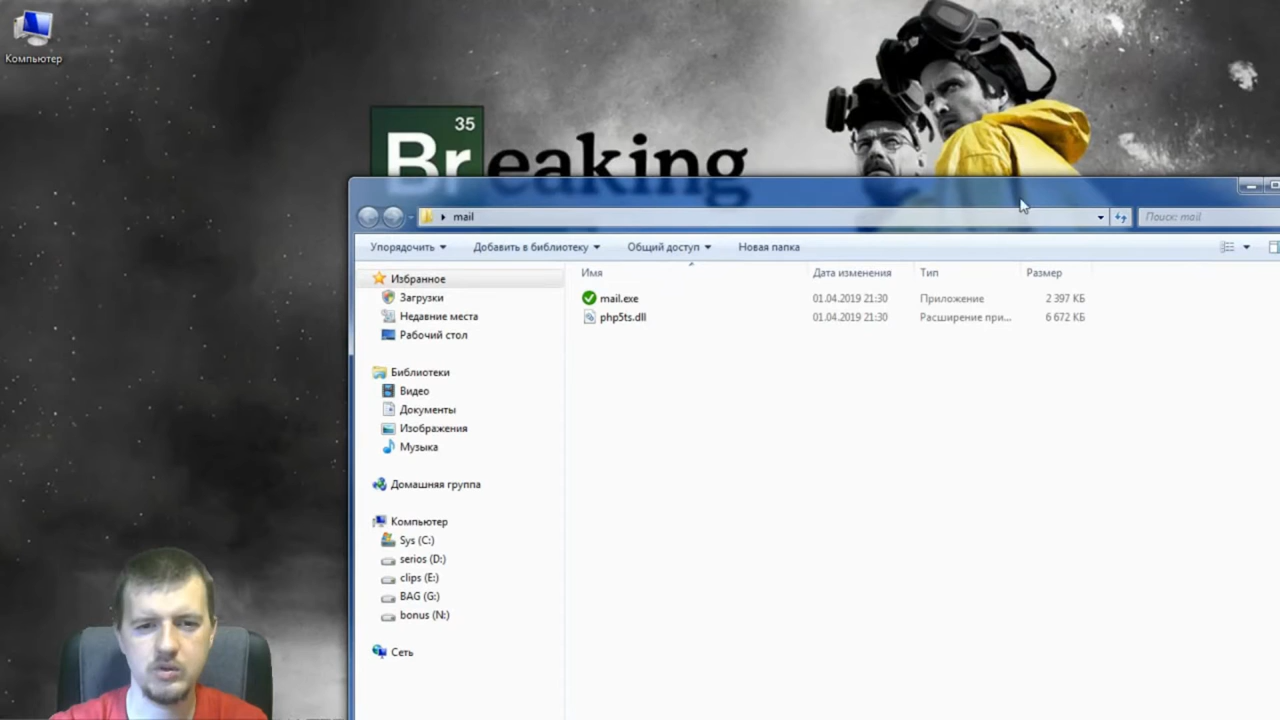 Компьютер
35
Breaking
mail
Поиск: mail
Упорядочить
Добавить в библиотеку
Общий доступ
Новая папка
Имя
Дата изменения
Тип
Размер
mail.exe
01.04.2019 21:30
Приложение
2 397 КБ
php5ts.dll
01.04.2019 21:30
Расширение при...
6 672 КБ
Избранное
Загрузки
Недавние места
Рабочий стол
Библиотеки
Видео
Документы
Изображения
Музыка
Домашняя группа
Компьютер
Sys (C:)
serios (D:)
clips (E:)
BAG (G:)
bonus (N:)
Сеть